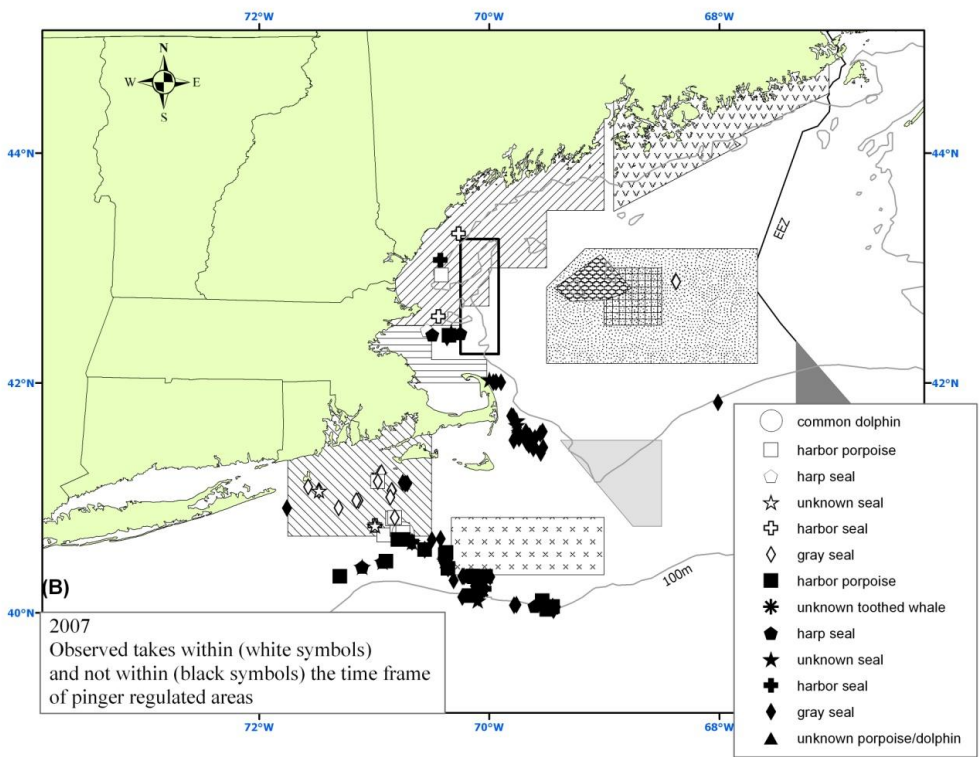 72°W 70°W 68°W
N
W E
S
44°N 44°N
EEZ
42°N 42°N
100m
40°N
(B)
2007
Observed takes within (white symbols)
and not within (black symbols) the time frame
of pinger regulated areas
common dolphin
harbor porpoise
harp seal
unknown seal
harbor seal
gray seal
harbor porpoise
unknown toothed whale
harp seal
unknown seal
harbor seal
gray seal
unknown porpoise/dolphin
72°W 70°W 68°W